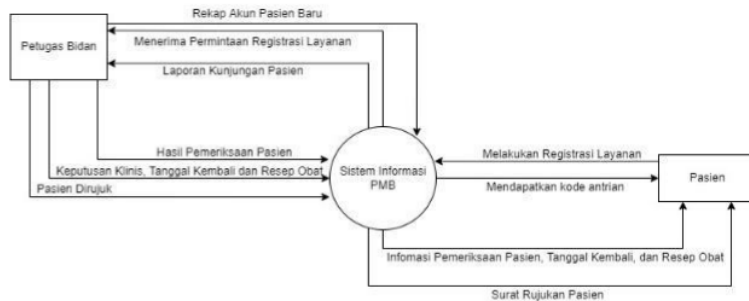 Rekap Akun Pasien Baru
Petugas Bidan
Menerima Permintaan Registrasi Layanan
Laporan Kunjungan Pasien
Hasil Pemeriksaan Pasien
Keputusan Klinis, Tanggal Kembali dan Resep Obat
Pasien Dirujuk
Sistem Informasi
PMB
Melakukan Registrasi Layanan
Mendapatkan kode antrian
Pasien
Infomasi Pemeriksaan Pasien, Tanggal Kembali, dan Resep Obat
Surat Rujukan Pasien